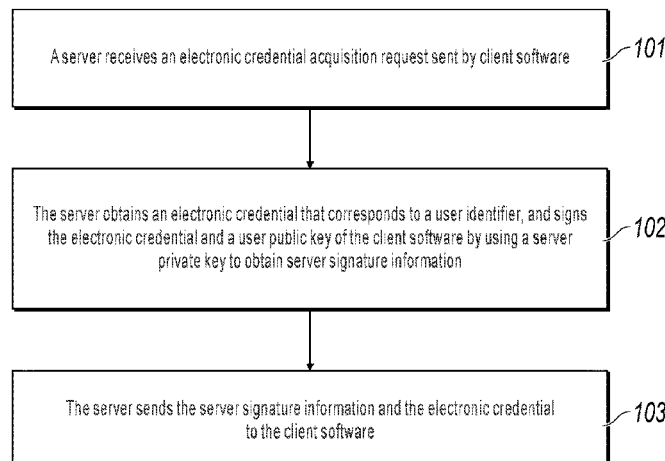 A server receives an electronic credential acquisition request sent by client software
101
The server obtains an electronic credential that corresponds to a user identifier, and signs
the electronic credential and a user public key of the client software by using a server
private key to obtain server signature information
102
The server sends the server signature information and the electronic credential
to the client software
103